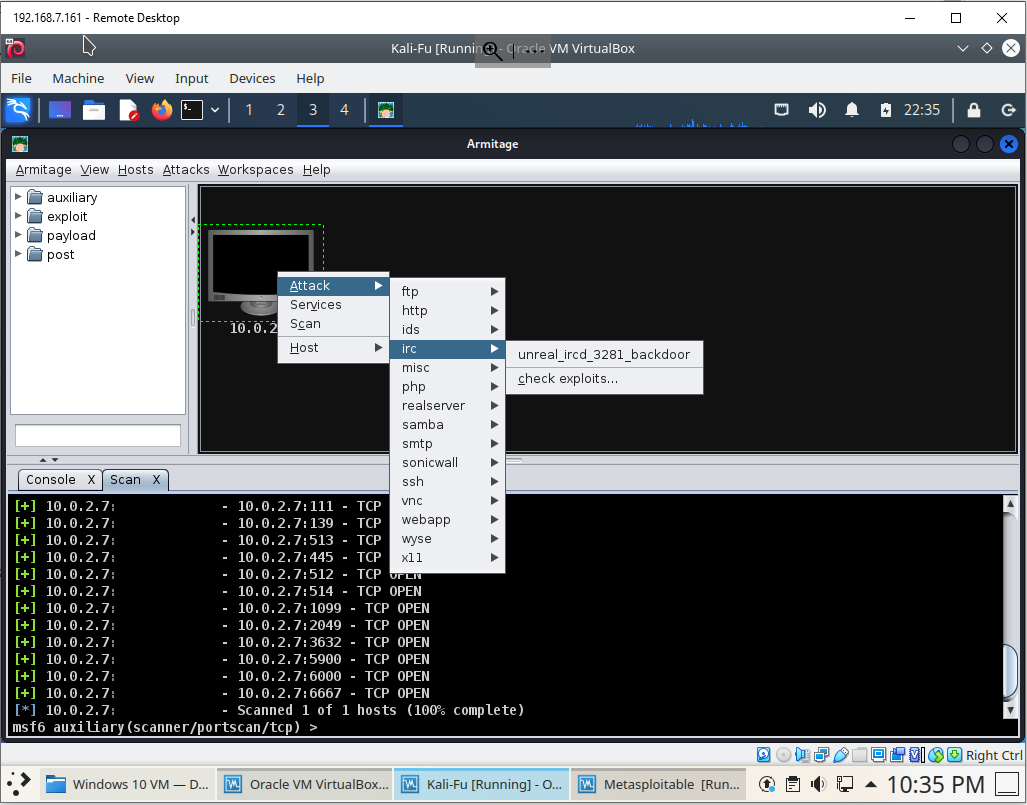 192.168.7.161 - Remote Desktop
Kali-Fu [Running] - Oracle VM VirtualBox
File Machine View Input Devices Help
1 2 3 4 22:35
Armitage
Armitage View Hosts Attacks Workspaces Help
auxiliary
exploit
payload
post
10.0.2
Attack
Services
Scan
Host
ftp
http
ids
irc
misc
php
realserver
samba
smtp
sonicwall
ssh
vnc
webapp
wyse
x11
unreal_ircd_3281_backdoor
check exploits...
Console X Scan X
[+] 10.0.2.7: - 10.0.2.7:111 - TCP
[+] 10.0.2.7: - 10.0.2.7:139 - TCP
[+] 10.0.2.7: - 10.0.2.7:513 - TCP
[+] 10.0.2.7: - 10.0.2.7:445 - TCP
[+] 10.0.2.7: - 10.0.2.7:512 - TCP OPEN
[+] 10.0.2.7: - 10.0.2.7:514 - TCP OPEN
[+] 10.0.2.7: - 10.0.2.7:1099 - TCP OPEN
[+] 10.0.2.7: - 10.0.2.7:2049 - TCP OPEN
[+] 10.0.2.7: - 10.0.2.7:3632 - TCP OPEN
[+] 10.0.2.7: - 10.0.2.7:5900 - TCP OPEN
[+] 10.0.2.7: - 10.0.2.7:6000 - TCP OPEN
[+] 10.0.2.7: - 10.0.2.7:6667 - TCP OPEN
[*] 10.0.2.7: - Scanned 1 of 1 hosts (100% complete)
msf6 auxiliary(scanner/portscan/tcp) >
Right Ctrl
Windows 10 VM — D... Oracle VM VirtualBox... Kali-Fu [Running] - O... Metasploitable [Run... 10:35 PM